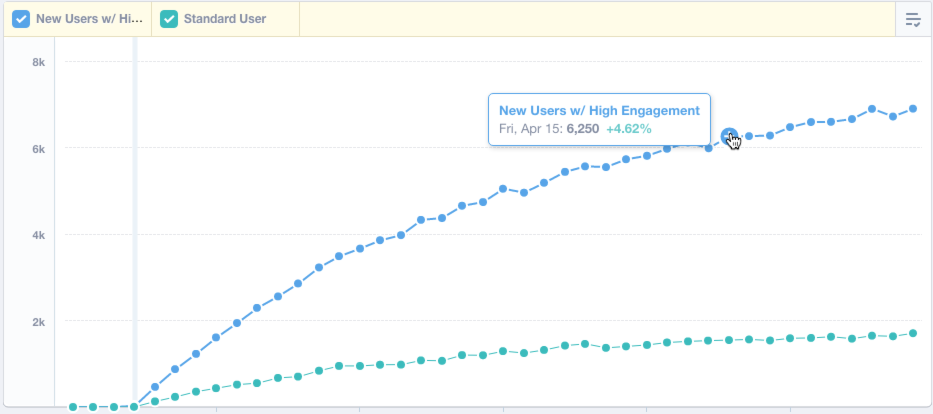 New Users w/ Hi... Standard User
8k
New Users w/ High Engagement
Fri, Apr 15: 6,250 +4.62%
6k
4k
2k